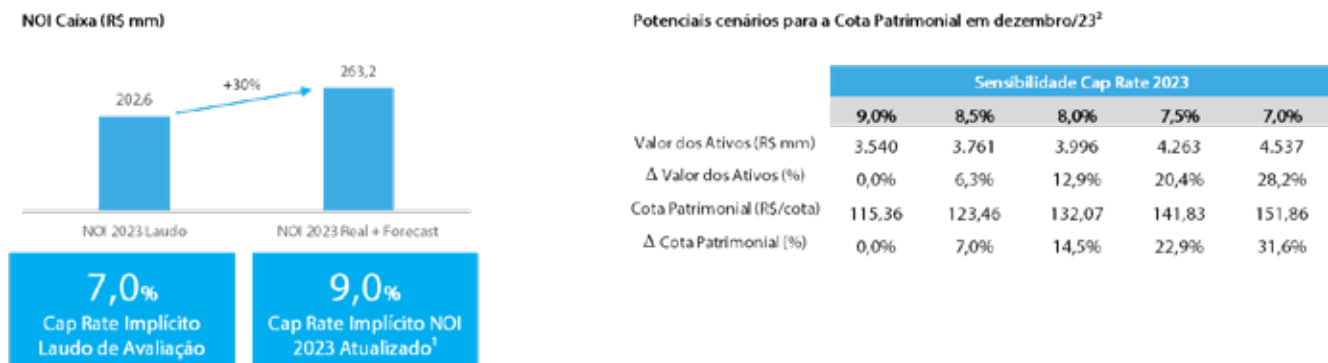 NOI Caixa (R$ mm)
202,6
+30%
263,2
NOI 2023 Laudo
NOI 2023 Real + Forecast
7,0%
Cap Rate Implícito
Laudo de Avaliação
9,0%
Cap Rate Implícito NOI
2023 Atualizado¹
Potenciais cenários para a Cota Patrimonial em dezembro/23²
Sensibilidade Cap Rate 2023
9,0% 8,5% 8,0% 7,5% 7,0%
Valor dos Ativos (R$ mm) 3.540 3.761 3.996 4.263 4.537
Δ Valor dos Ativos (%) 0,0% 6,3% 12,9% 20,4% 28,2%
Cota Patrimonial (R$/cota) 115,36 123,46 132,07 141,83 151,86
Δ Cota Patrimonial (%) 0,0% 7,0% 14,5% 22,9% 31,6%